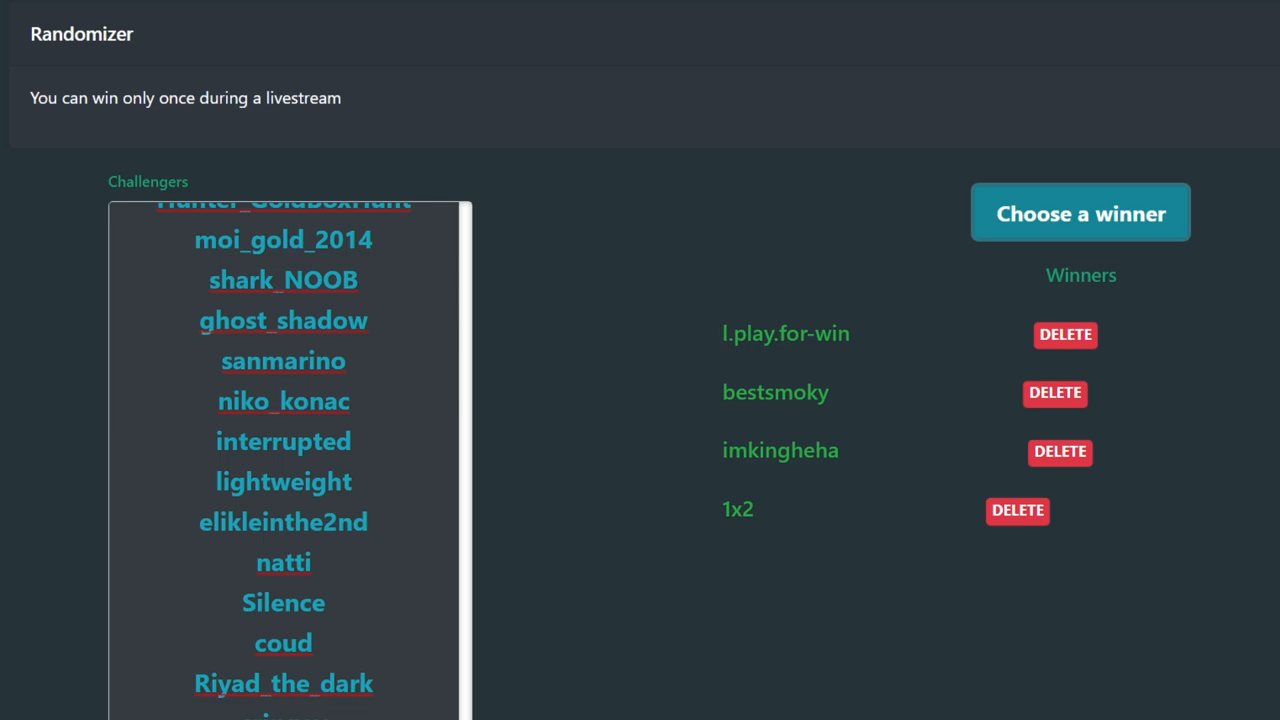 Randomizer
You can win only once during a livestream
Challengers
Hunter_GoldBoxHunt
moi_gold_2014
shark_NOOB
ghost_shadow
sanmarino
niko_konac
interrupted
lightweight
elikleinthe2nd
natti
Silence
coud
Riyad_the_dark
Choose a winner
Winners
l.play.for-win DELETE
bestsmoky DELETE
imkingheha DELETE
1x2 DELETE